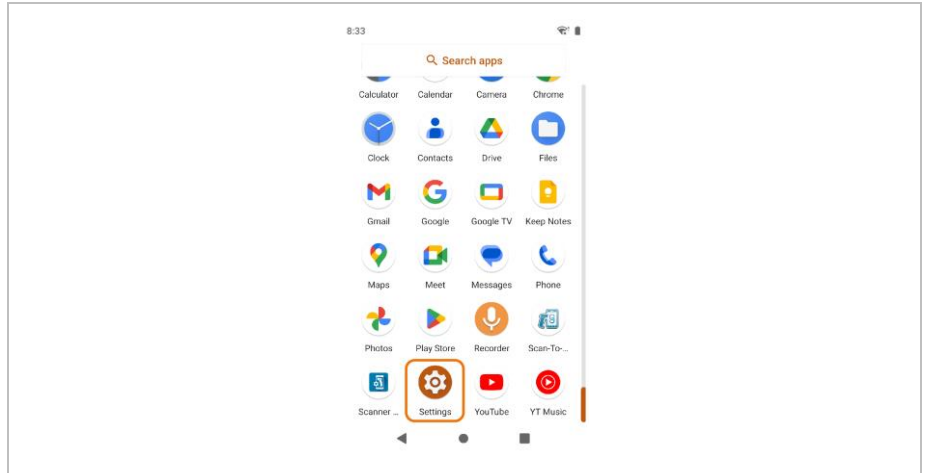 8:33
Search apps
Calculator Calendar Camera Chrome
Clock Contacts Drive Files
Gmail Google Google TV Keep Notes
Maps Meet Messages Phone
Photos Play Store Recorder Scan-To-...
Scanner ... Settings YouTube YT Music